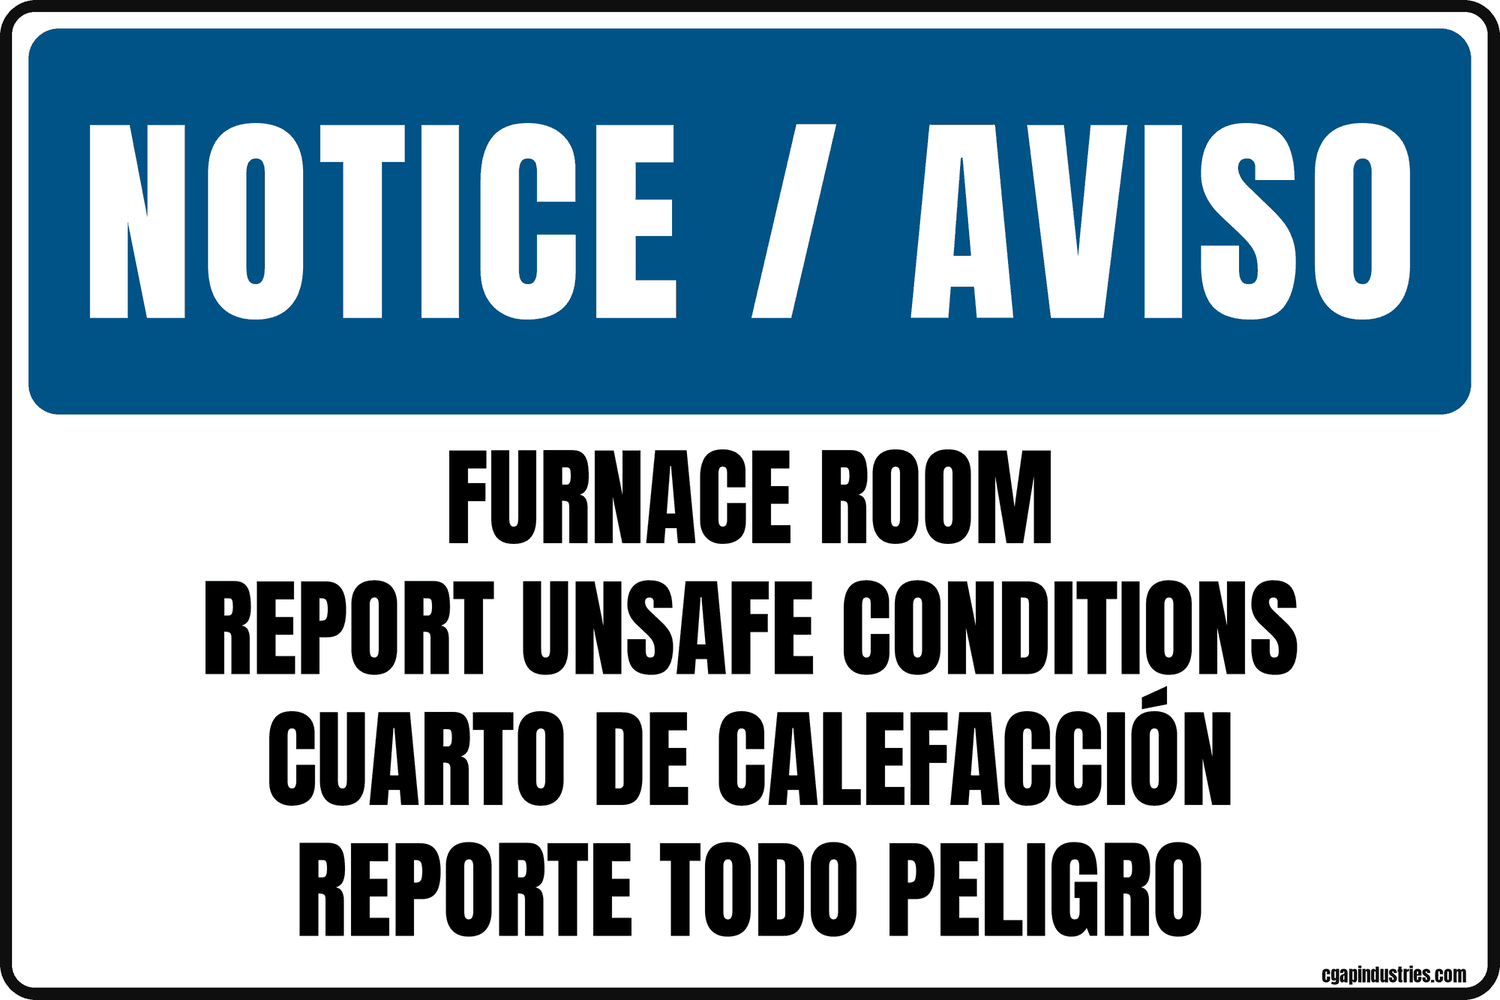 NOTICE / AVISO
FURNACE ROOM
REPORT UNSAFE CONDITIONS
CUARTO DE CALEFACCIÓN
REPORTE TODO PELIGRO
cgapindustries.com